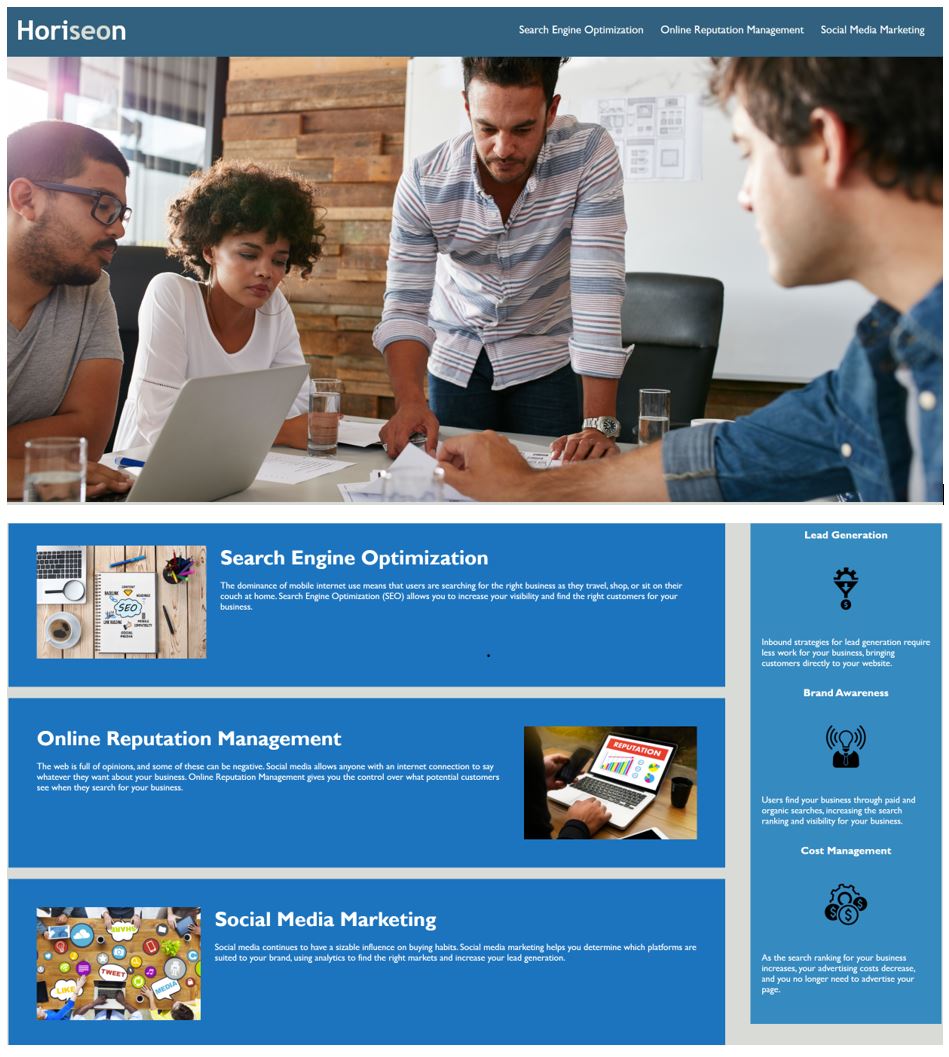 Horiseon
Search Engine Optimization
Online Reputation Management
Social Media Marketing
Search Engine Optimization
The dominance of mobile internet use means that users are searching for the right business as they travel, shop, or sit on their
couch at home. Search Engine Optimization (SEO) allows you to increase your visibility and find the right customers for your
business.
SEO
CONTENT
BACKLINK
LINK BUILDING
SOCIAL
MEDIA
Online Reputation Management
The web is full of opinions, and some of these can be negative. Social media allows anyone with an internet connection to say
whatever they want about your business. Online Reputation Management gives you the control over what potential customers
see when they search for your business.
REPUTATION
Social Media Marketing
Social media continues to have a sizable influence on buying habits. Social media marketing helps you determine which platforms are
suited to your brand, using analytics to find the right markets and increase your lead generation.
SHARE
TWEET
LIKE
MEDIA
Lead Generation
Inbound strategies for lead generation require
less work for your business, bringing
customers directly to your website.
Brand Awareness
Users find your business through paid and
organic searches, increasing the search
ranking and visibility for your business.
Cost Management
As the search ranking for your business
increases, your advertising costs decrease,
and you no longer need to advertise your
page.